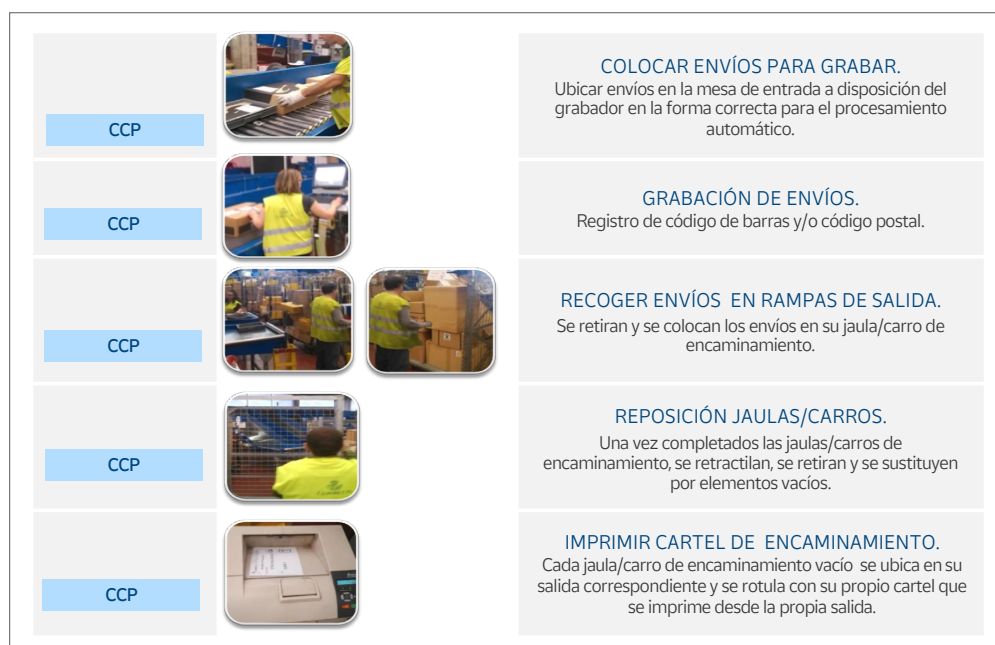 COLOCAR ENVÍOS PARA GRABAR.
Ubicar envíos en la mesa de entrada a disposición del
grabador en la forma correcta para el procesamiento
automático.
CCP
GRABACIÓN DE ENVÍOS.
Registro de código de barras y/o código postal.
CCP
RECOGER ENVÍOS EN RAMPAS DE SALIDA.
Se retiran y se colocan los envíos en su jaula/carro de
encaminamiento.
CCP
REPOSICIÓN JAULAS/CARROS.
Una vez completados las jaulas/carros de
encaminamiento, se retractilan, se retiran y se sustituyen
por elementos vacíos.
CCP
IMPRIMIR CARTEL DE ENCAMINAMIENTO.
Cada jaula/carro de encaminamiento vacío se ubica en su
salida correspondiente y se rotula con su propio cartel que
se imprime desde la propia salida.
CCP